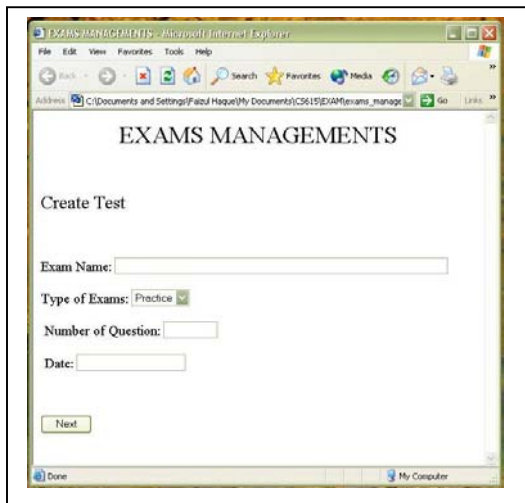 EXAMS MANAGEMENTS - Microsoft Internet Explorer
File Edit View Favorites Tools Help
Back Search Favorites Media »
Address C:\Documents and Settings\Faizul Haque\My Documents\CS615\EXAM\exams_manage Go Links »
EXAMS MANAGEMENTS
Create Test
Exam Name:
Type of Exams: Practice
Number of Question:
Date:
Next
Done My Computer